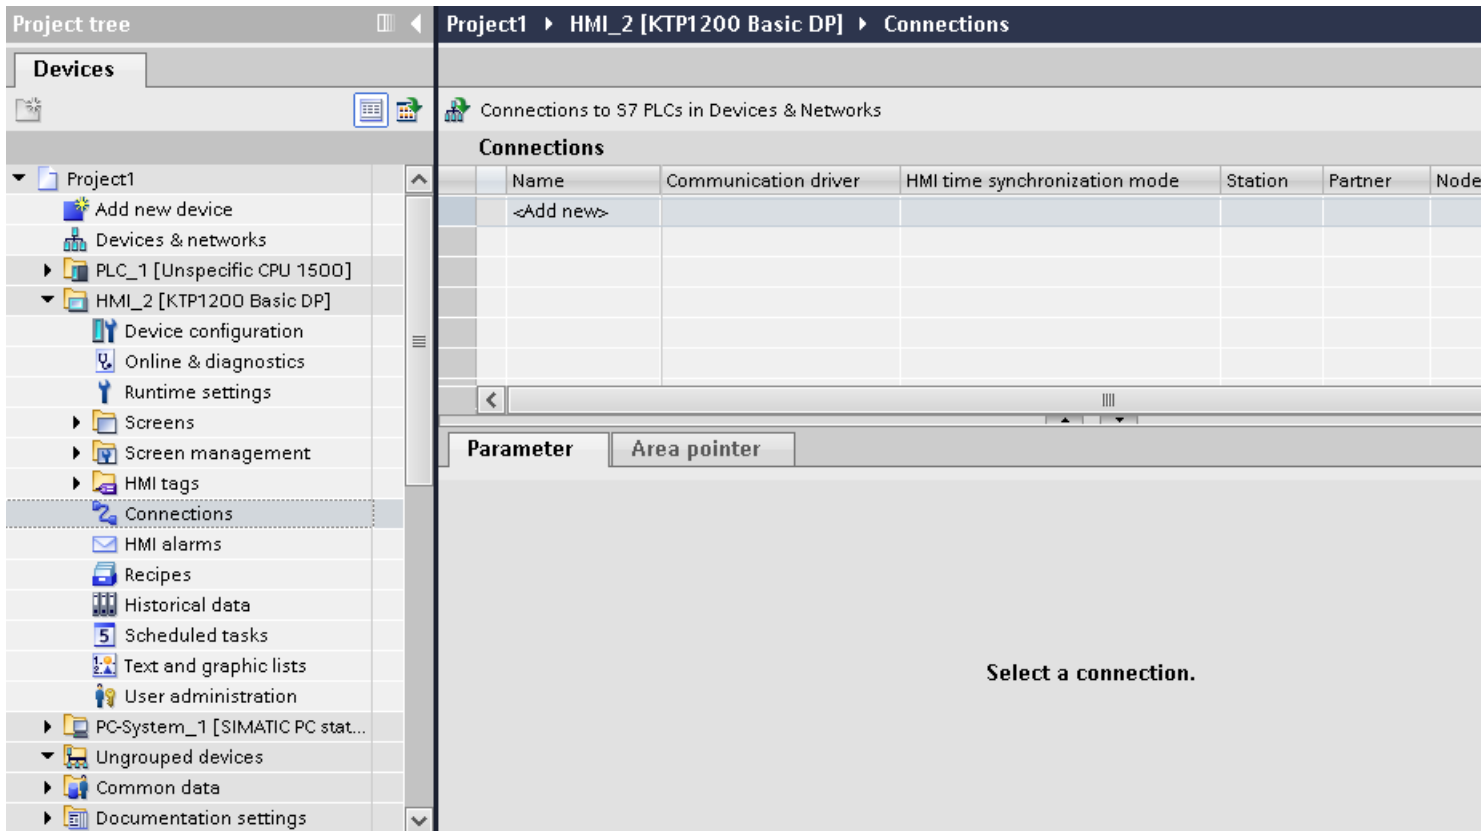 Project tree
Devices
Project1
Add new device
Devices & networks
PLC_1 [Unspecific CPU 1500]
HMI_2 [KTP1200 Basic DP]
Device configuration
Online & diagnostics
Runtime settings
Screens
Screen management
HMI tags
Connections
HMI alarms
Recipes
Historical data
Scheduled tasks
Text and graphic lists
User administration
PC-System_1 [SIMATIC PC stat...
Ungrouped devices
Common data
Documentation settings
Project1 HMI_2 [KTP1200 Basic DP] Connections
Connections to S7 PLCs in Devices & Networks
Connections
Name Communication driver HMI time synchronization mode Station Partner Node
<Add new>
Parameter Area pointer
Select a connection.